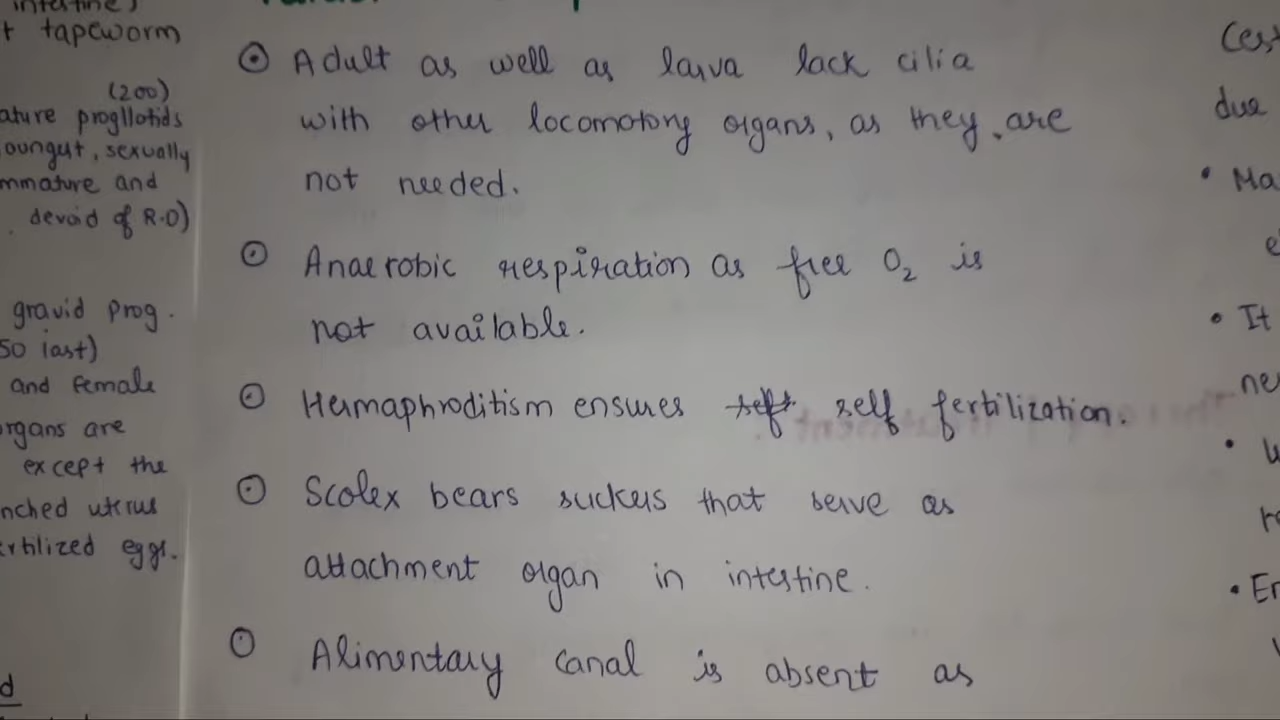 t tapeworm
(200)
ature progllotids
oungut, sexually
mmature and
devoid of R.O)
gravid prog.
50 last)
and female
rgans are
except the
nched uterus
rtilized eggs.
d
Adult as well as larva lack cilia
with other locomotory organs, as they are
not needed.
Anaerobic respiration as free O2 is
not available.
Hermaphroditism ensures self fertilization.
Scolex bears suckers that serve as
attachment organ in intestine.
Alimentary canal is absent as
(ces
due
• Ma
e
• It
ne
• Er